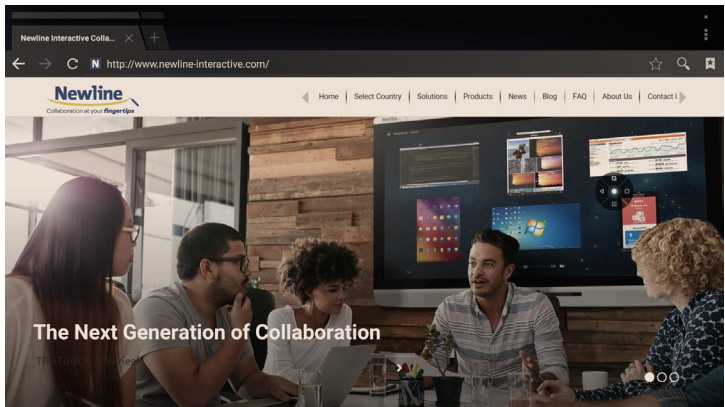 Newline Interactive Colla...
N http://www.newline-interactive.com/
Newline
Collaboration at your fingertips
Home
Select Country
Solutions
Products
News
Blog
FAQ
About Us
Contact U
The Next Generation of Collaboration